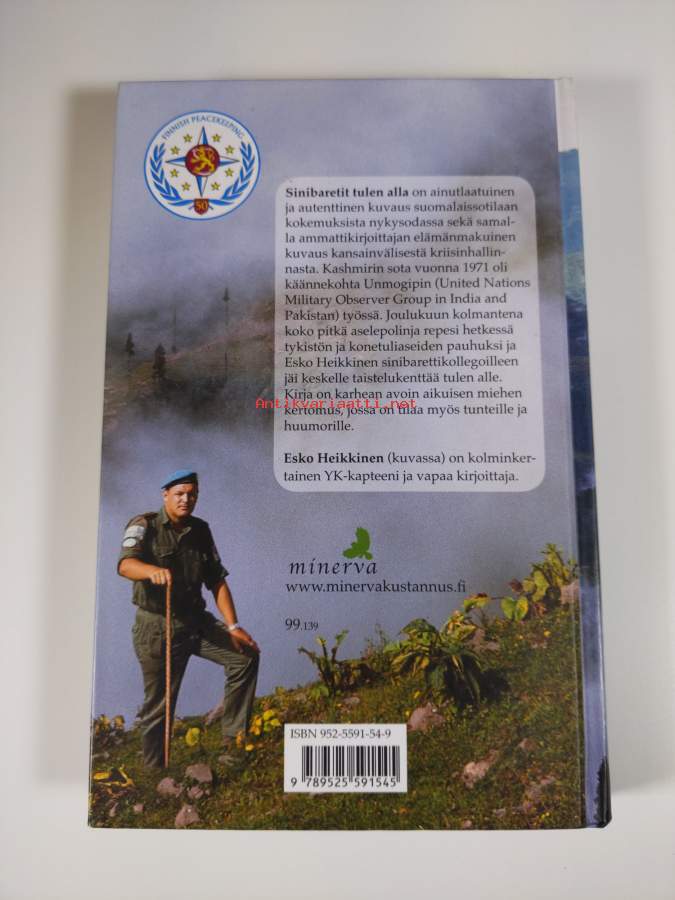 FINNISH PEACEKEEPING
50
Sinibaretit tulen alla on ainutlaatuinen
ja autenttinen kuvaus suomalaissotilaan
kokemuksista nykysodassa sekä samal-
la ammattikirjoittajan elämänmakuinen
kuvaus kansainvälisestä kriisinhallin-
nasta. Kashmirin sota vuonna 1971 oli
käännekohta Unmogipin (United Nations
Military Observer Group in India and
Pakistan) työssä. Joulukuun kolmantena
koko pitkä aselepolinja repesi hetkessä
tykistön ja konetuliaseiden pauhuksi ja
Esko Heikkinen sinibarettikollegoilleen
jäi keskelle taistelukenttää tulen alle.
Kirja on karhean avoin aikuisen miehen
Antikvariaatti.net
kertomus, jossa on tilaa myös tunteille ja
huumorille.
Esko Heikkinen (kuvassa) on kolminker-
tainen YK-kapteeni ja vapaa kirjoittaja.
minerva
www.minervakustannus.fi
99.139
ISBN 952-5591-54-9
9 789525 591545